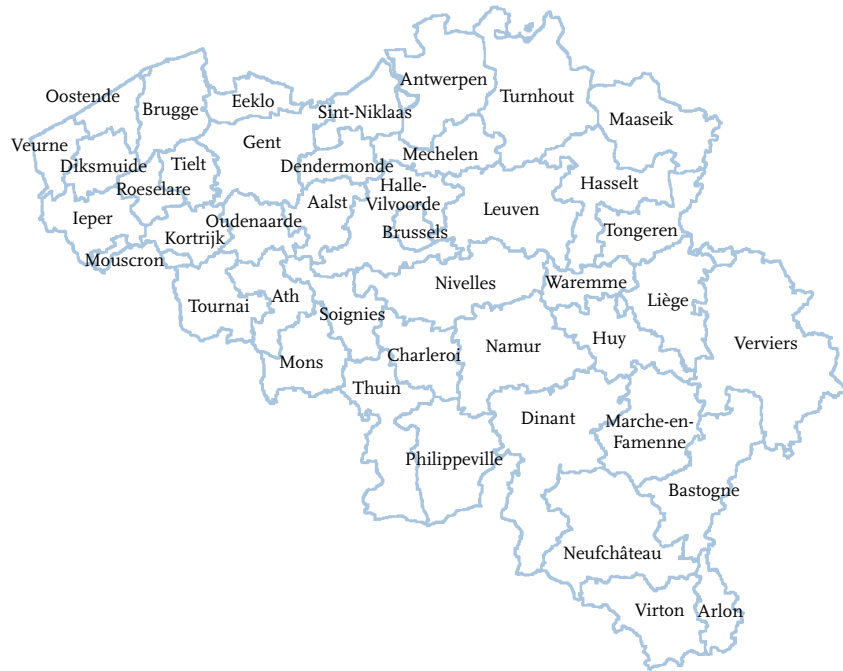 Antwerpen
Oostende
Turnhout
Eeklo
Brugge
Sint-Niklaas
Maaseik
Gent
Veurne
Mechelen
Diksmuide
Tielt
Dendermonde
Roeselare
Halle-
Vilvoorde
Hasselt
Aalst
Leuven
Ieper
Oudenaarde
Kortrijk
Brussels
Tongeren
Mouscron
Nivelles
Waremme
Ath
Liège
Tournai
Soignies
Huy
Verviers
Namur
Charleroi
Mons
Thuin
Dinant
Marche-en-
Famenne
Philippeville
Bastogne
Neufchâteau
Virton
Arlon